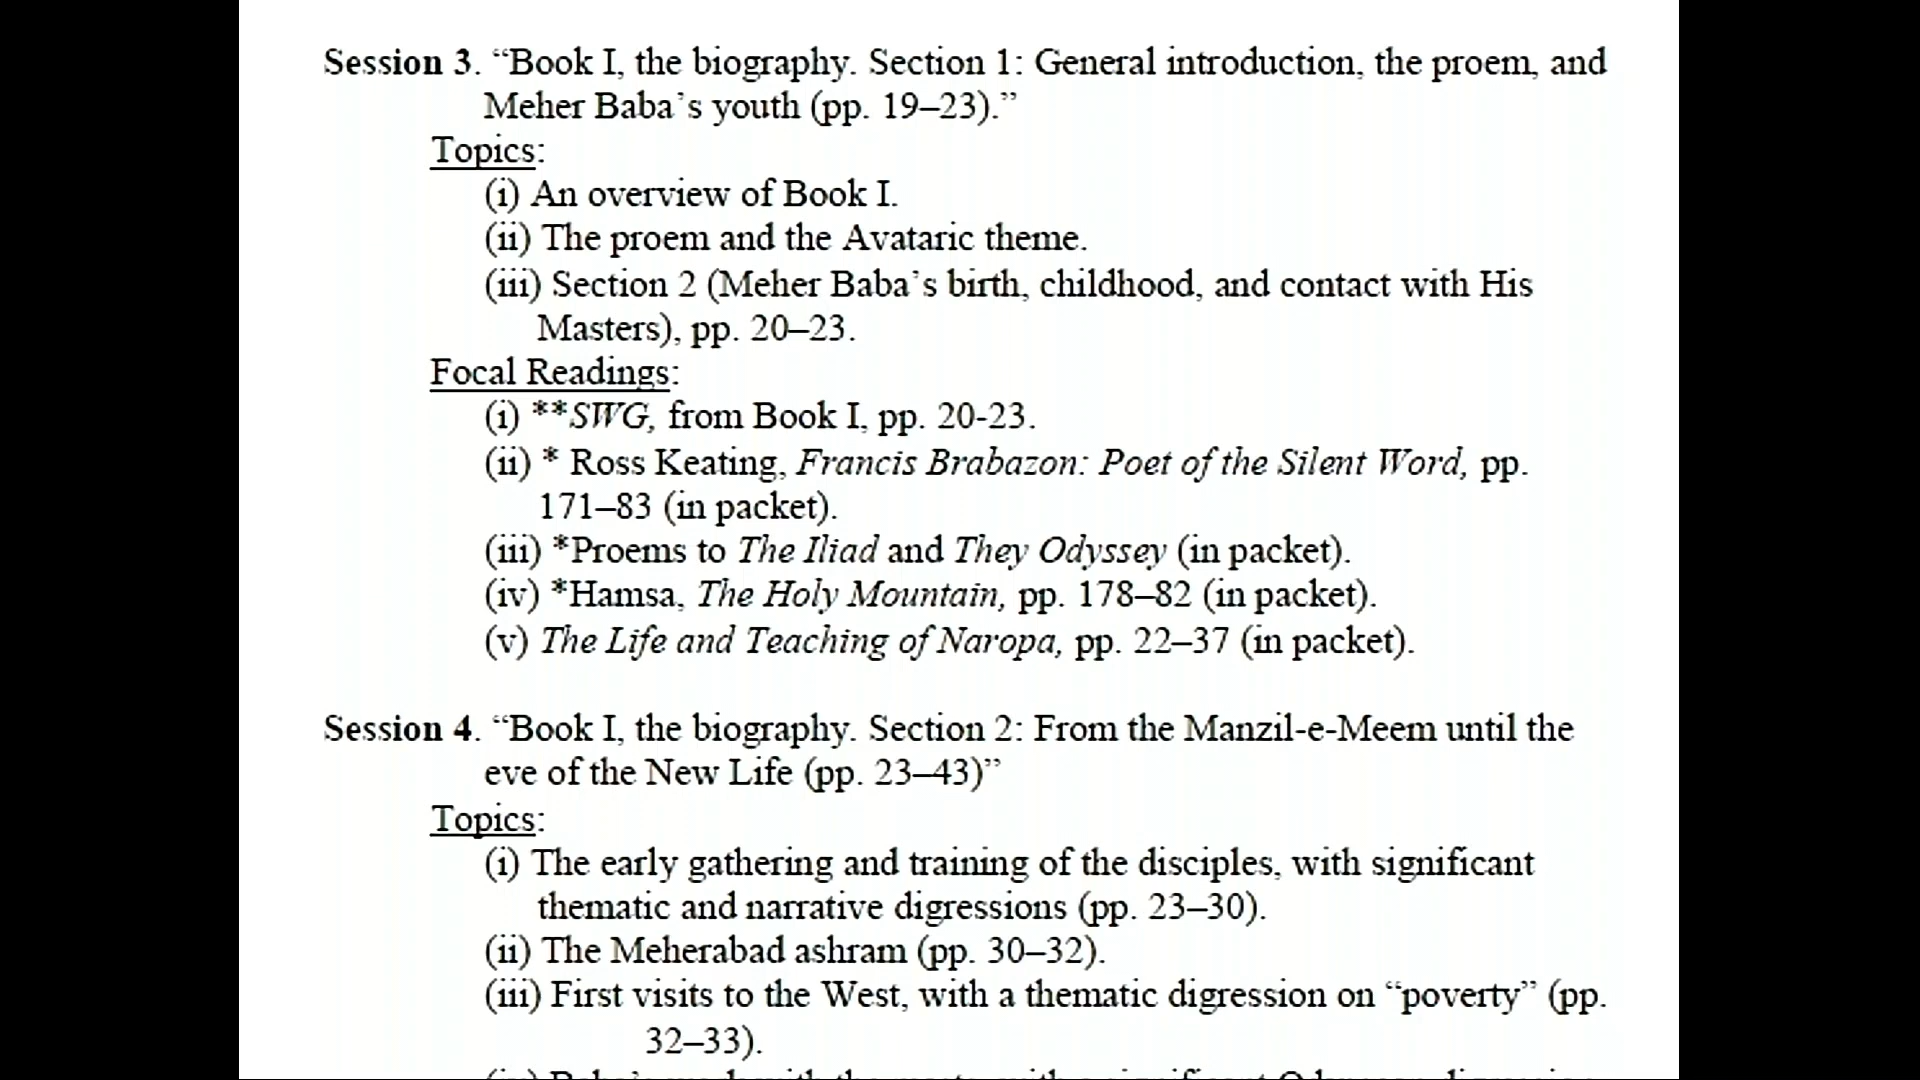 Session 3. “Book I, the biography. Section 1: General introduction, the proem, and
Meher Baba’s youth (pp. 19–23).”
Topics:
(i) An overview of Book I.
(ii) The proem and the Avataric theme.
(iii) Section 2 (Meher Baba’s birth, childhood, and contact with His
Masters), pp. 20–23.
Focal Readings:
(i) **SWG, from Book I, pp. 20-23.
(ii) * Ross Keating, Francis Brabazon: Poet of the Silent Word, pp.
171–83 (in packet).
(iii) *Proems to The Iliad and They Odyssey (in packet).
(iv) *Hamsa, The Holy Mountain, pp. 178–82 (in packet).
(v) The Life and Teaching of Naropa, pp. 22–37 (in packet).
Session 4. “Book I, the biography. Section 2: From the Manzil-e-Meem until the
eve of the New Life (pp. 23–43)”
Topics:
(i) The early gathering and training of the disciples, with significant
thematic and narrative digressions (pp. 23–30).
(ii) The Meherabad ashram (pp. 30–32).
(iii) First visits to the West, with a thematic digression on “poverty” (pp.
32–33).